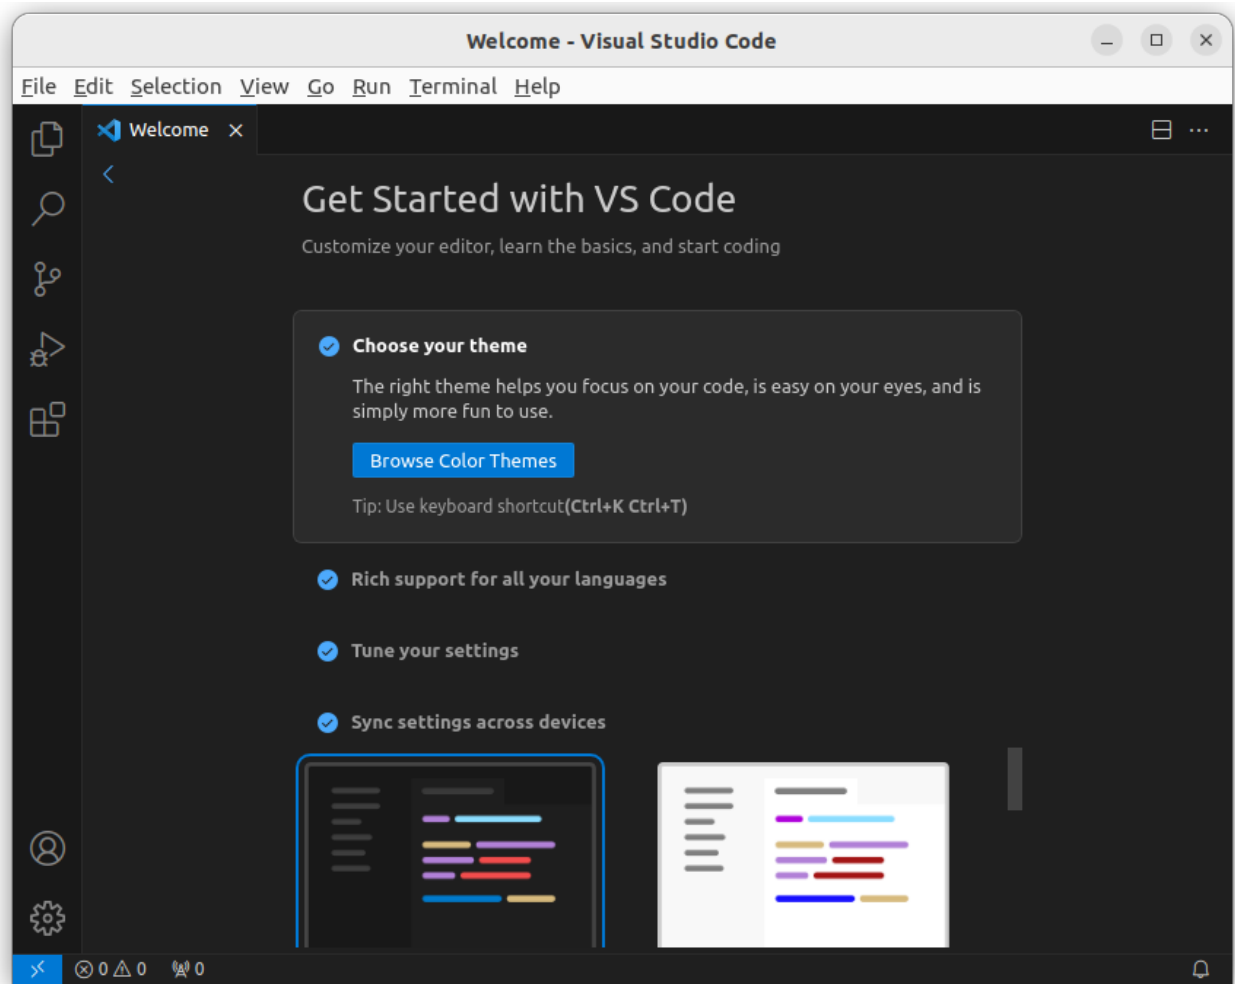 Welcome - Visual Studio Code
File Edit Selection View Go Run Terminal Help
Welcome
Get Started with VS Code
Customize your editor, learn the basics, and start coding
Choose your theme
The right theme helps you focus on your code, is easy on your eyes, and is
simply more fun to use.
Browse Color Themes
Tip: Use keyboard shortcut(Ctrl+K Ctrl+T)
Rich support for all your languages
Tune your settings
Sync settings across devices
0 0 0